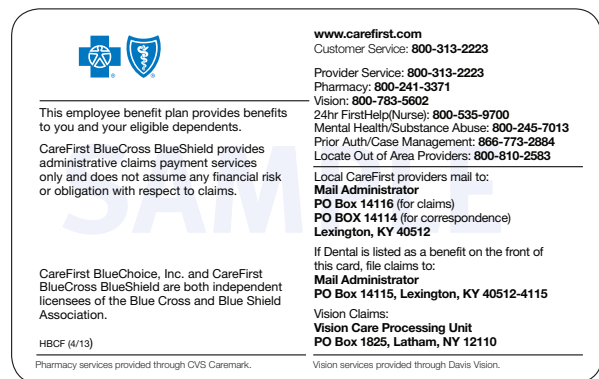 This employee benefit plan provides benefits
to you and your eligible dependents.
CareFirst BlueCross BlueShield provides
administrative claims payment services
only and does not assume any financial risk
or obligation with respect to claims.
CareFirst BlueChoice, Inc. and CareFirst
BlueCross BlueShield are both independent
licensees of the Blue Cross and Blue Shield
Association.
HBCF (4/13)
Pharmacy services provided through CVS Caremark.
www.carefirst.com
Customer Service: 800-313-2223
Provider Service: 800-313-2223
Pharmacy: 800-241-3371
Vision: 800-783-5602
24hr FirstHelp(Nurse): 800-535-9700
Mental Health/Substance Abuse: 800-245-7013
Prior Auth/Case Management: 866-773-2884
Locate Out of Area Providers: 800-810-2583
Local CareFirst providers mail to:
Mail Administrator
PO Box 14116 (for claims)
PO BOX 14114 (for correspondence)
Lexington, KY 40512
If Dental is listed as a benefit on the front of
this card, file claims to:
Mail Administrator
PO Box 14115, Lexington, KY 40512-4115
Vision Claims:
Vision Care Processing Unit
PO Box 1825, Latham, NY 12110
Vision services provided through Davis Vision.
SAMPLE